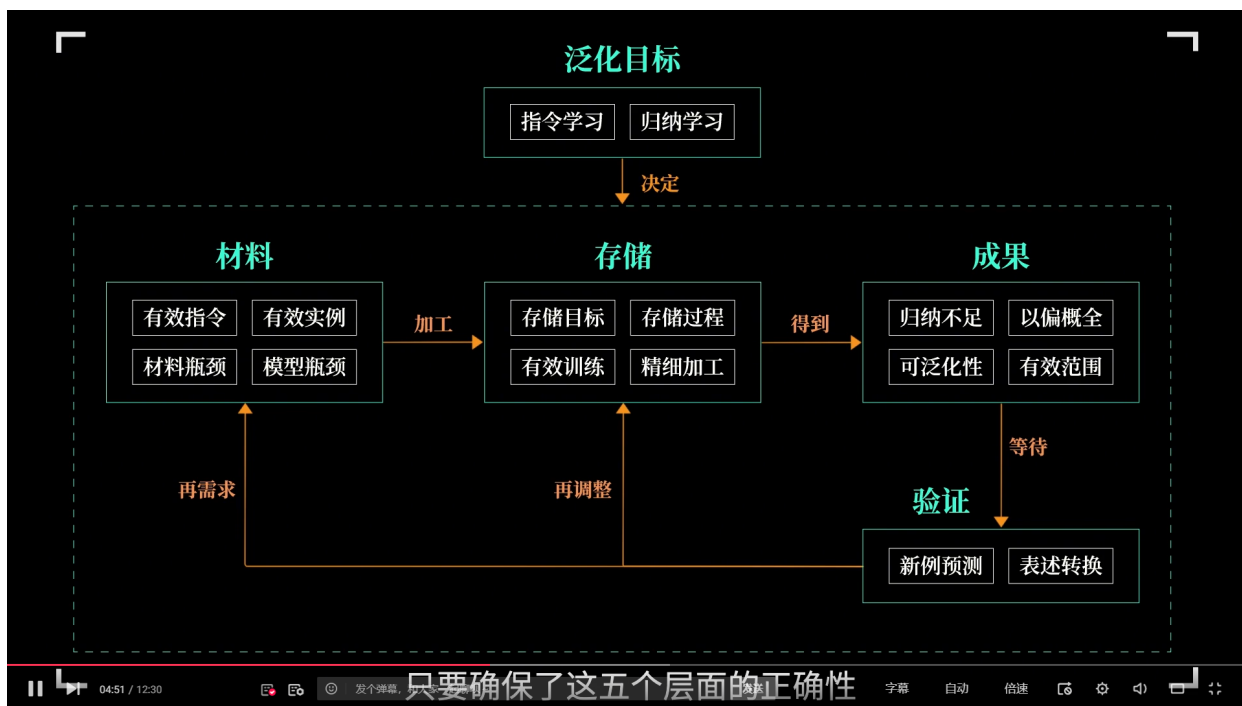 泛化目标
指令学习 归纳学习
决定
材料 存储 成果
有效指令 有效实例 加工 存储目标 存储过程 得到 归纳不足 以偏概全
材料瓶颈 模型瓶颈 有效训练 精细加工 可泛化性 有效范围
等待
再需求 再调整
验证
新例预测 表述转换
只要确保了这五个层面的正确性
04:51 / 12:30 发个弹幕, 字幕 自动 倍速